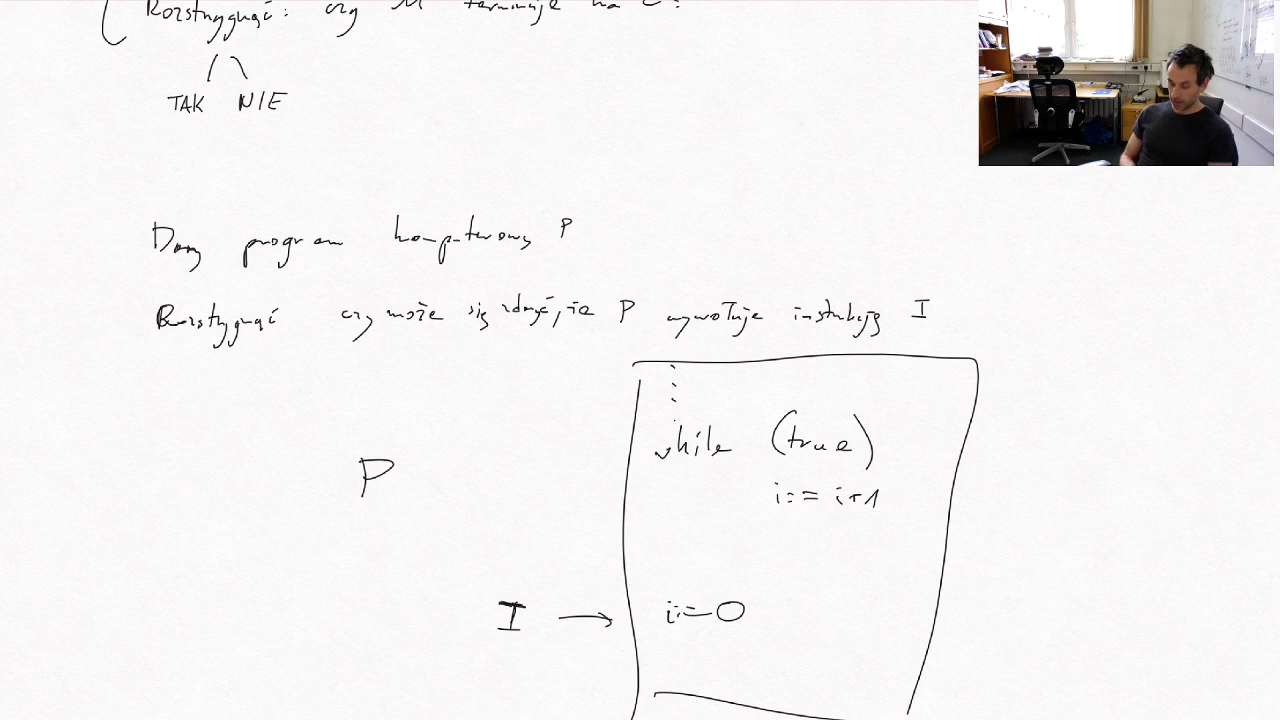 Rozstrzygnąć: czy M terminuje na ε?
TAK NIE
Dany program komputerowy P
Rozstrzygnąć czy może się zdarzyć, że P wywołuje instrukcję I
while (true)
i:= i+1
P
I → i:=0